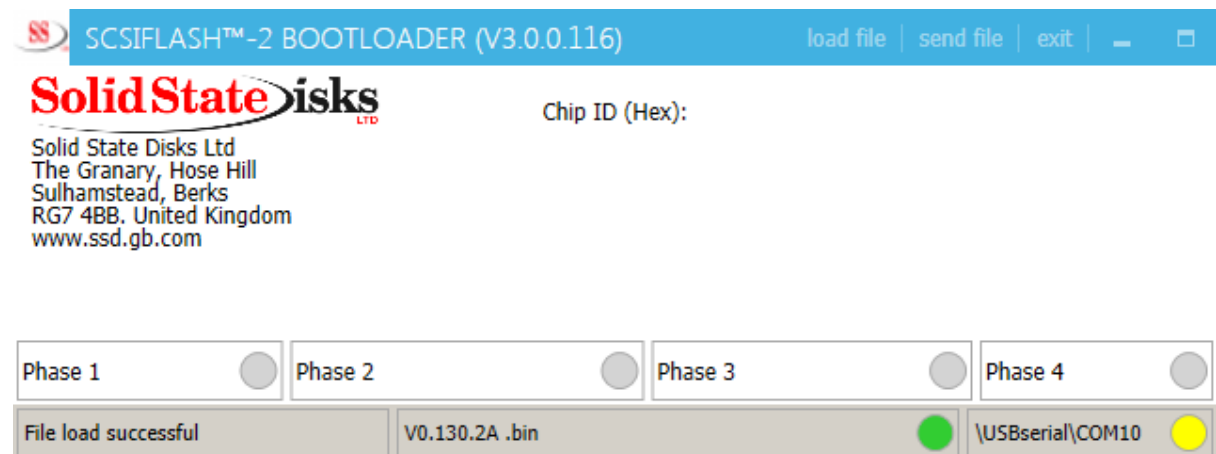 SS SCSIFLASH™-2 BOOTLOADER (V3.0.0.116) load file send file exit
SolidState Disks
LTD
Chip ID (Hex):
Solid State Disks Ltd
The Granary, Hose Hill
Sulhamstead, Berks
RG7 4BB. United Kingdom
www.ssd.gb.com
Phase 1 Phase 2 Phase 3 Phase 4
File load successful V0.130.2A .bin \USBserial\COM10